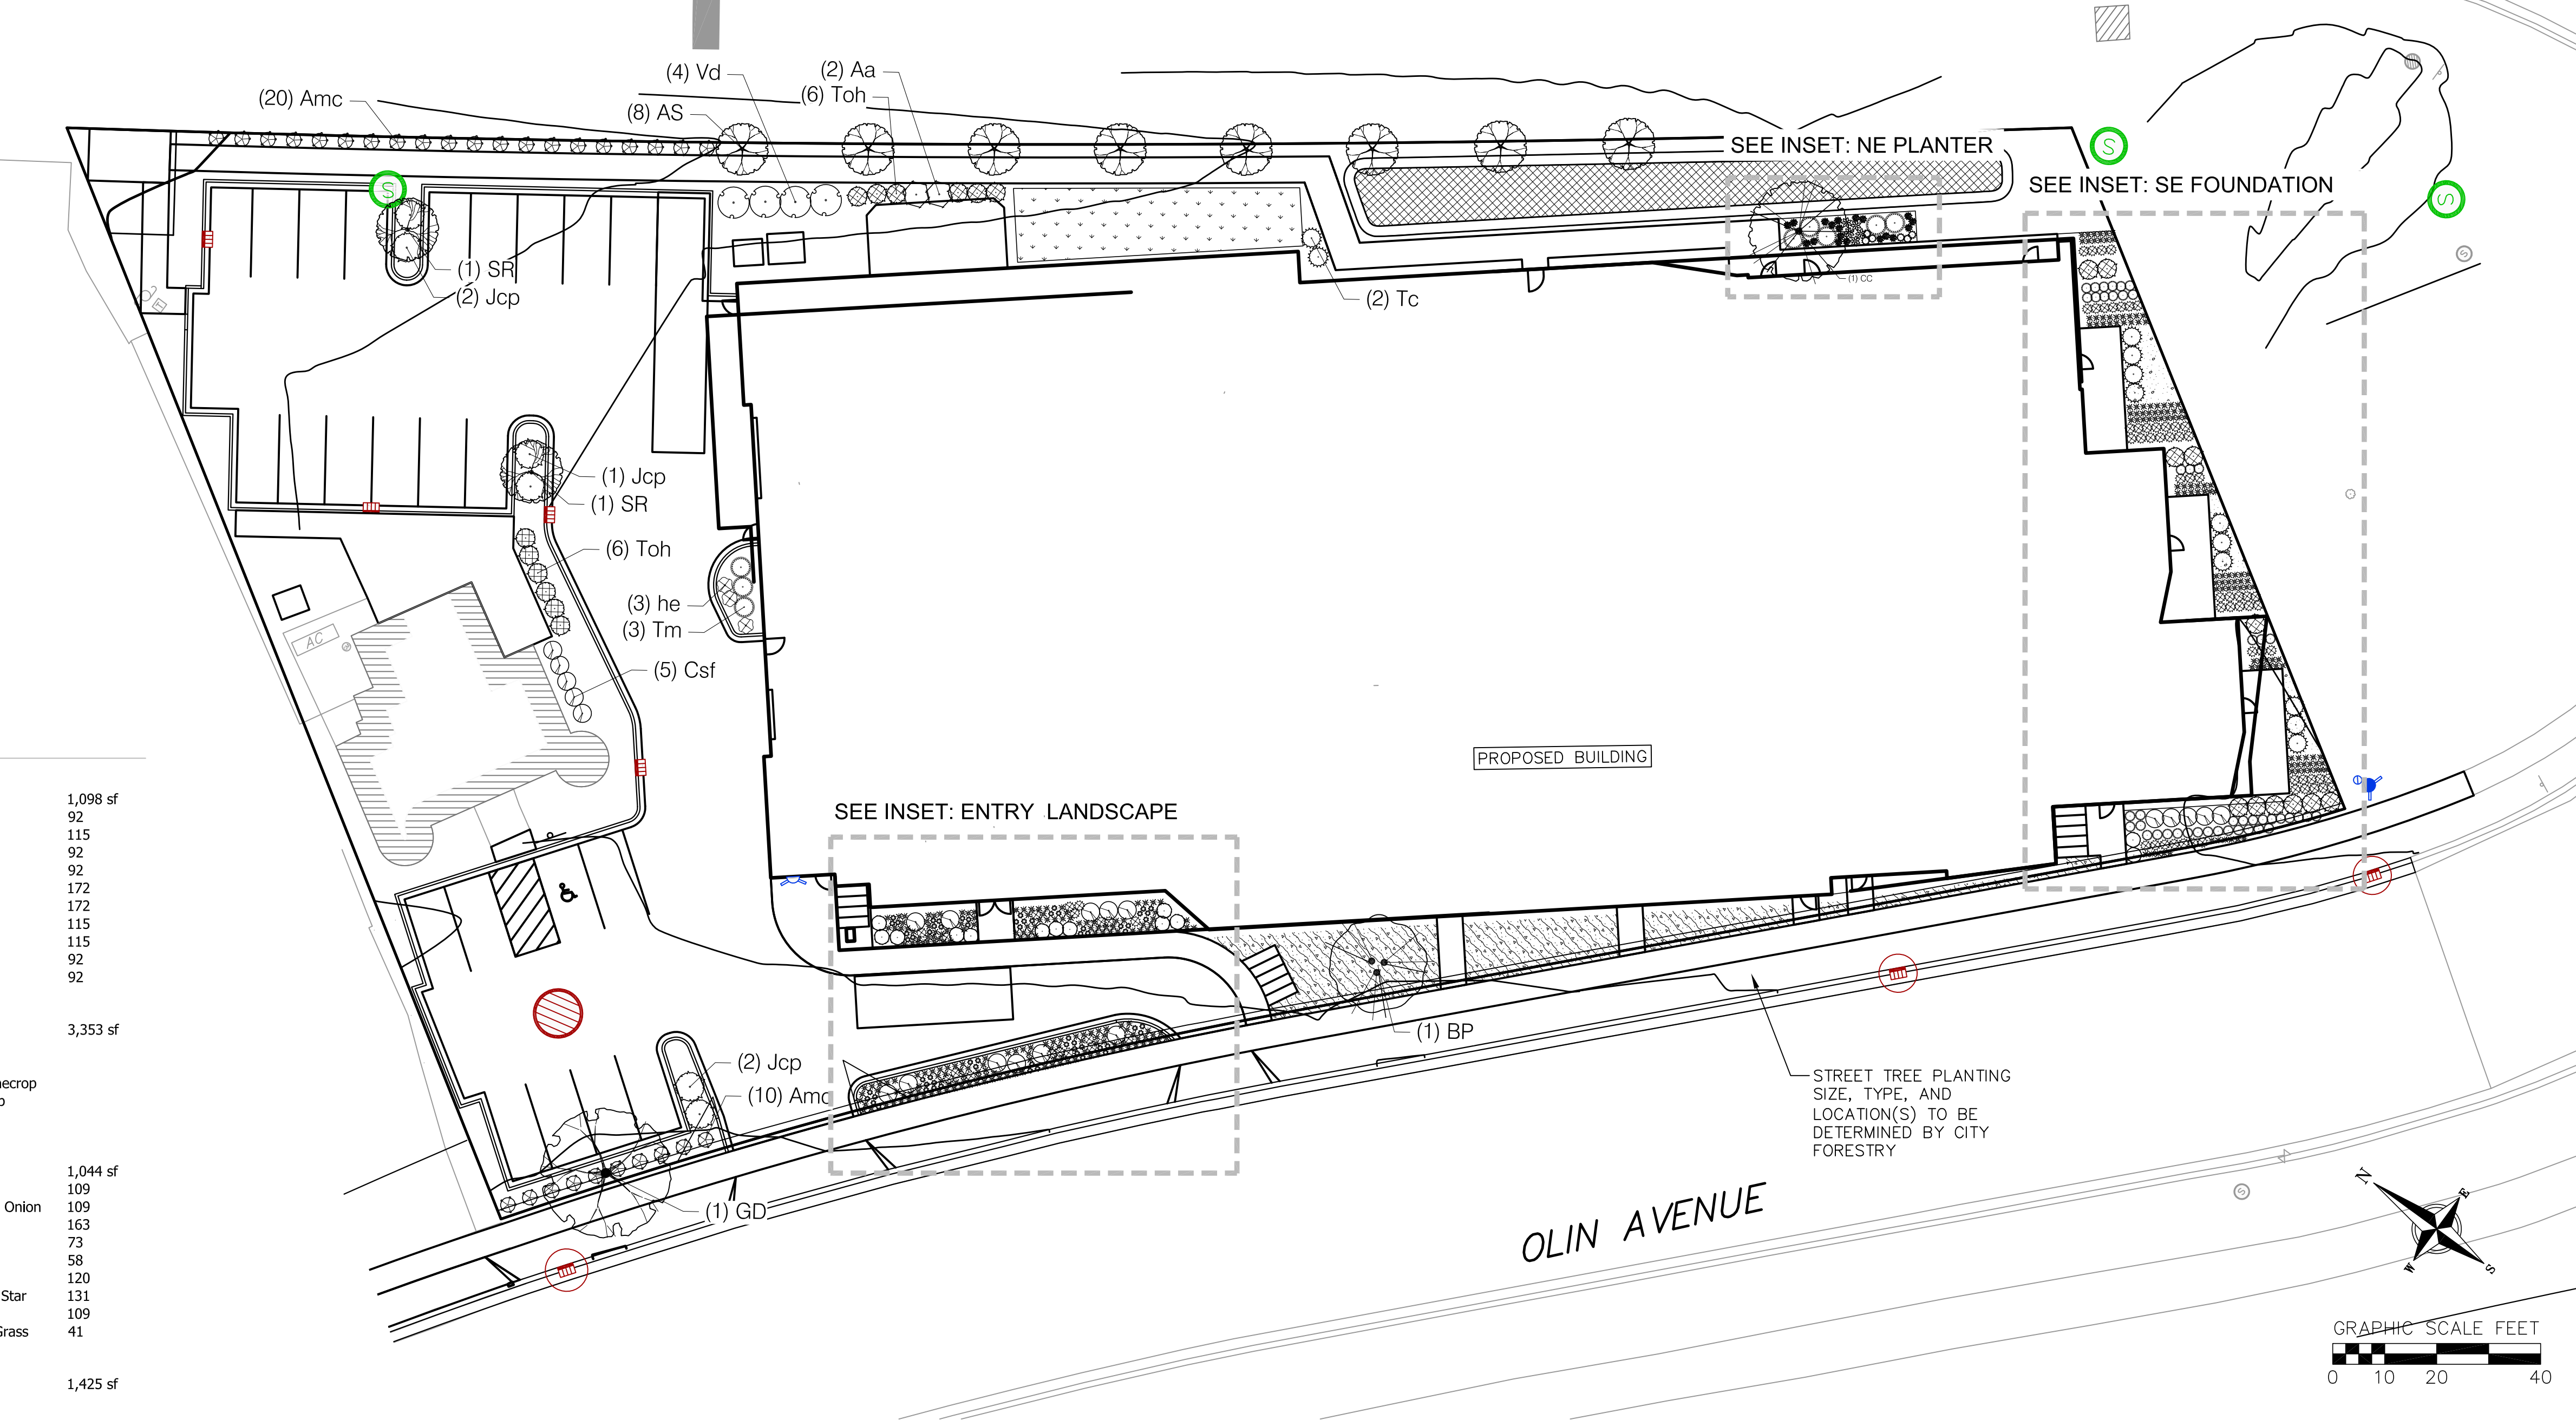 (4) Vd
(2) Aa
(6) Toh
(20) Amc
(8) AS
SEE INSET: NE PLANTER
SEE INSET: SE FOUNDATION
S
S
S
S
(1) SR
(2) Jcp
(1) CC
(2) Tc
(1) Jcp
(1) SR
(6) Toh
(3) he
(3) Tm
AC
(5) Csf
PROPOSED BUILDING
SEE INSET: ENTRY LANDSCAPE
1,098 sf
92
115
92
92
172
172
115
115
92
92
3,353 sf
necrop
1,044 sf
109
Onion 109
163
73
58
120
Star 131
109
Grass 41
1,425 sf
(1) BP
(2) Jcp
(10) Amc
(1) GD
STREET TREE PLANTING
SIZE, TYPE, AND
LOCATION(S) TO BE
DETERMINED BY CITY
FORESTRY
OLIN AVENUE
S
N
E
W
S
GRAPHIC SCALE FEET
0 10 20 40